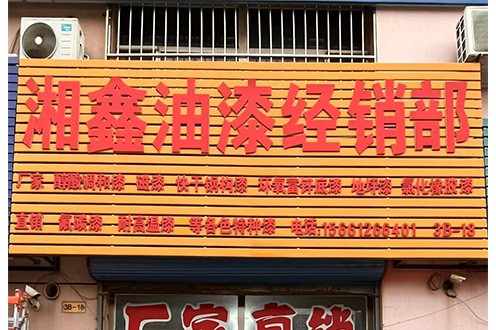 湘鑫油漆经销部
厂家 醇酸调和漆 磁漆 快干钢构漆 环氧富锌底漆 地坪漆 氯化橡胶漆
直销 氟碳漆 耐高温漆 等各色特种漆 电话:15661266401 3B-18
3B-18
厂家直销